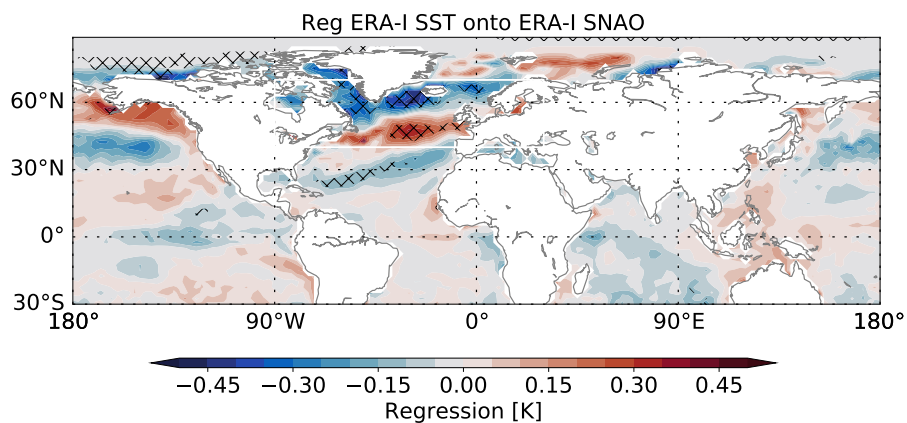 Reg ERA-I SST onto ERA-I SNAO
60°N
30°N
0°
30°S
180° 90°W 0° 90°E 180°
−0.45 −0.30 −0.15 0.00 0.15 0.30 0.45
Regression [K]